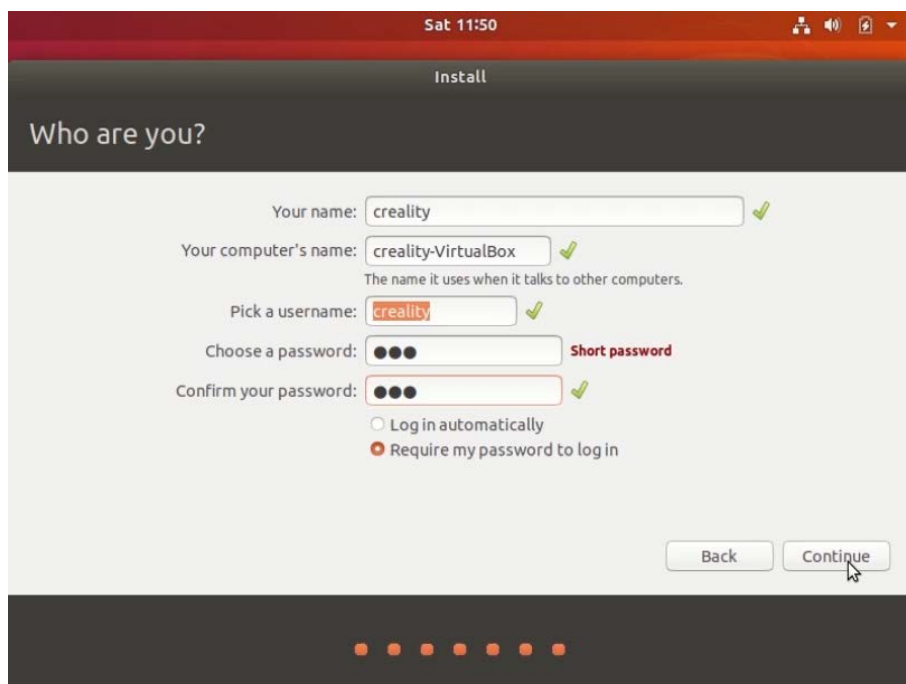 Sat 11:50
Install
Who are you?
Your name: creality
Your computer's name: creality-VirtualBox
The name it uses when it talks to other computers.
Pick a username: creality
Choose a password: ●●● Short password
Confirm your password: ●●●
Log in automatically
Require my password to log in
Back Continue